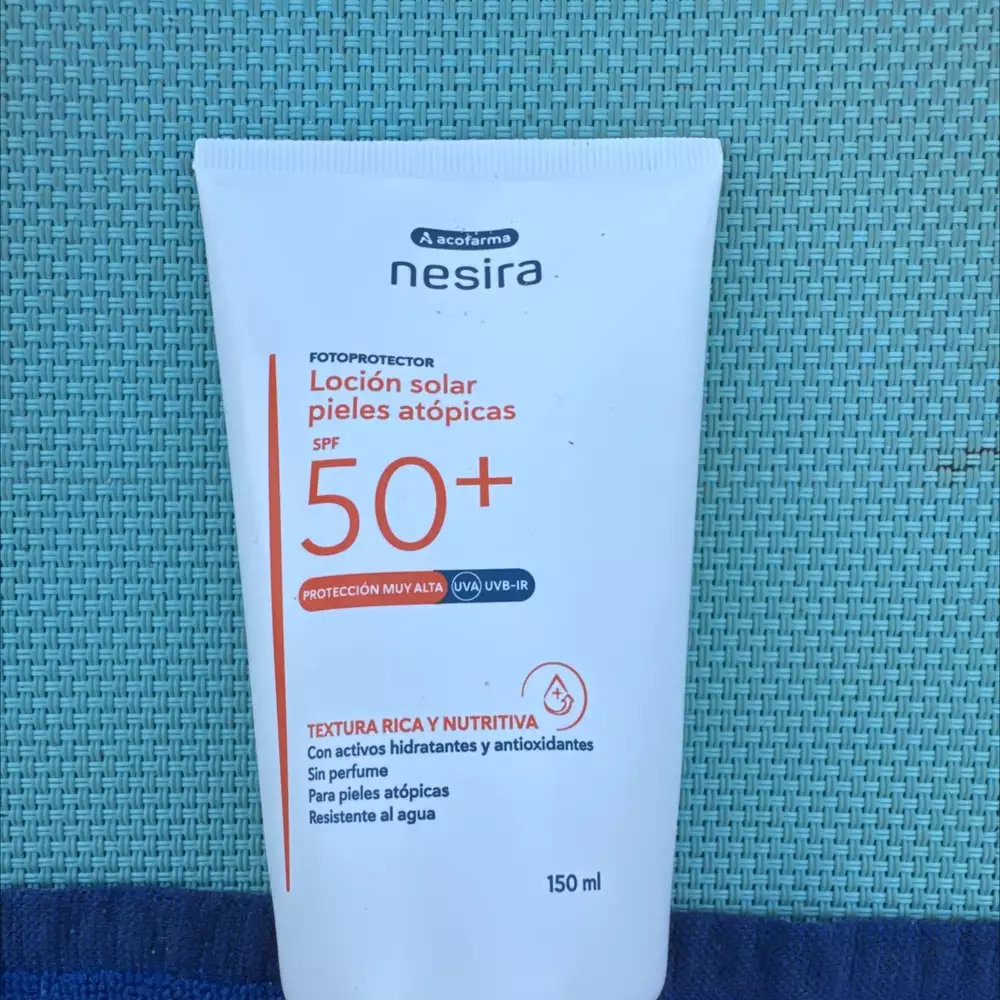 acofarma
nesira
FOTOPROTECTOR
Loción solar
pieles atópicas
SPF
50+
PROTECCIÓN MUY ALTA UVA UVB-IR
TEXTURA RICA Y NUTRITIVA
Con activos hidratantes y antioxidantes
Sin perfume
Para pieles atópicas
Resistente al agua
150 ml